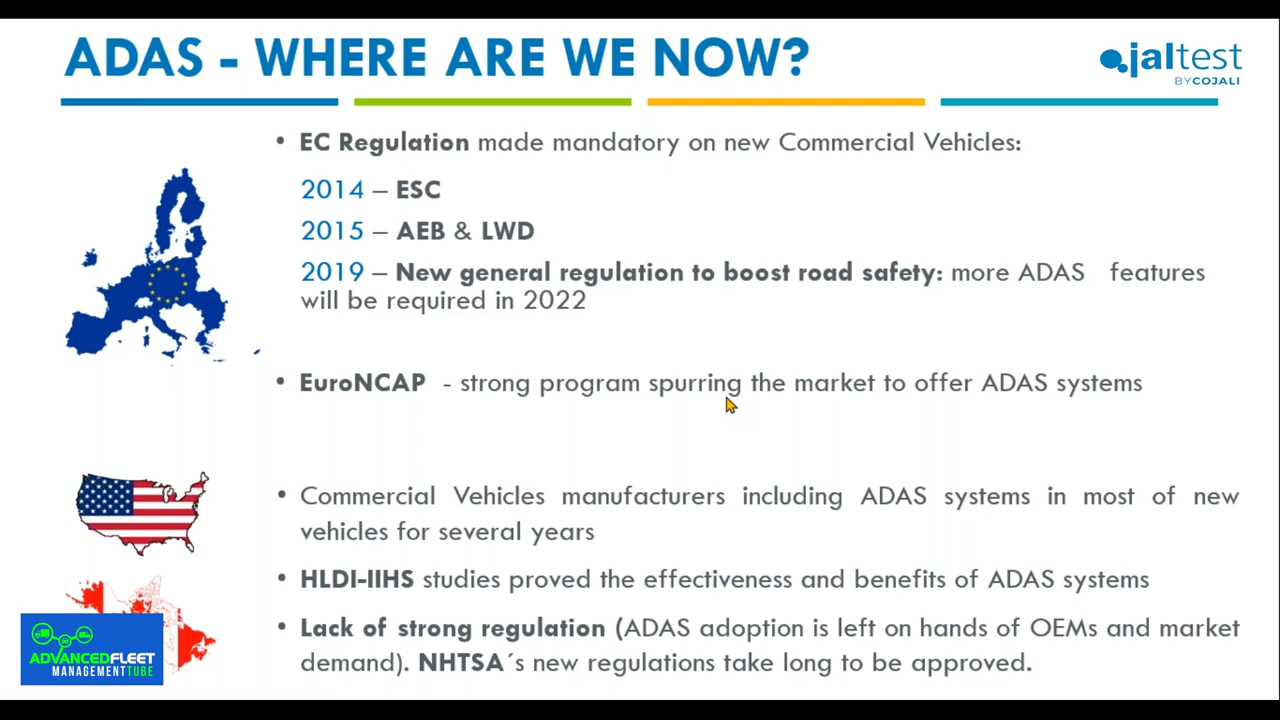 ADAS - WHERE ARE WE NOW?
jaltest
BY COJALI
• EC Regulation made mandatory on new Commercial Vehicles:
2014 – ESC
2015 – AEB & LWD
2019 – New general regulation to boost road safety: more ADAS features
will be required in 2022
• EuroNCAP - strong program spurring the market to offer ADAS systems
• Commercial Vehicles manufacturers including ADAS systems in most of new
vehicles for several years
• HLDI-IIHS studies proved the effectiveness and benefits of ADAS systems
• Lack of strong regulation (ADAS adoption is left on hands of OEMs and market
demand). NHTSA´s new regulations take long to be approved.
ADVANCEDFLEET
MANAGEMENTTUBE